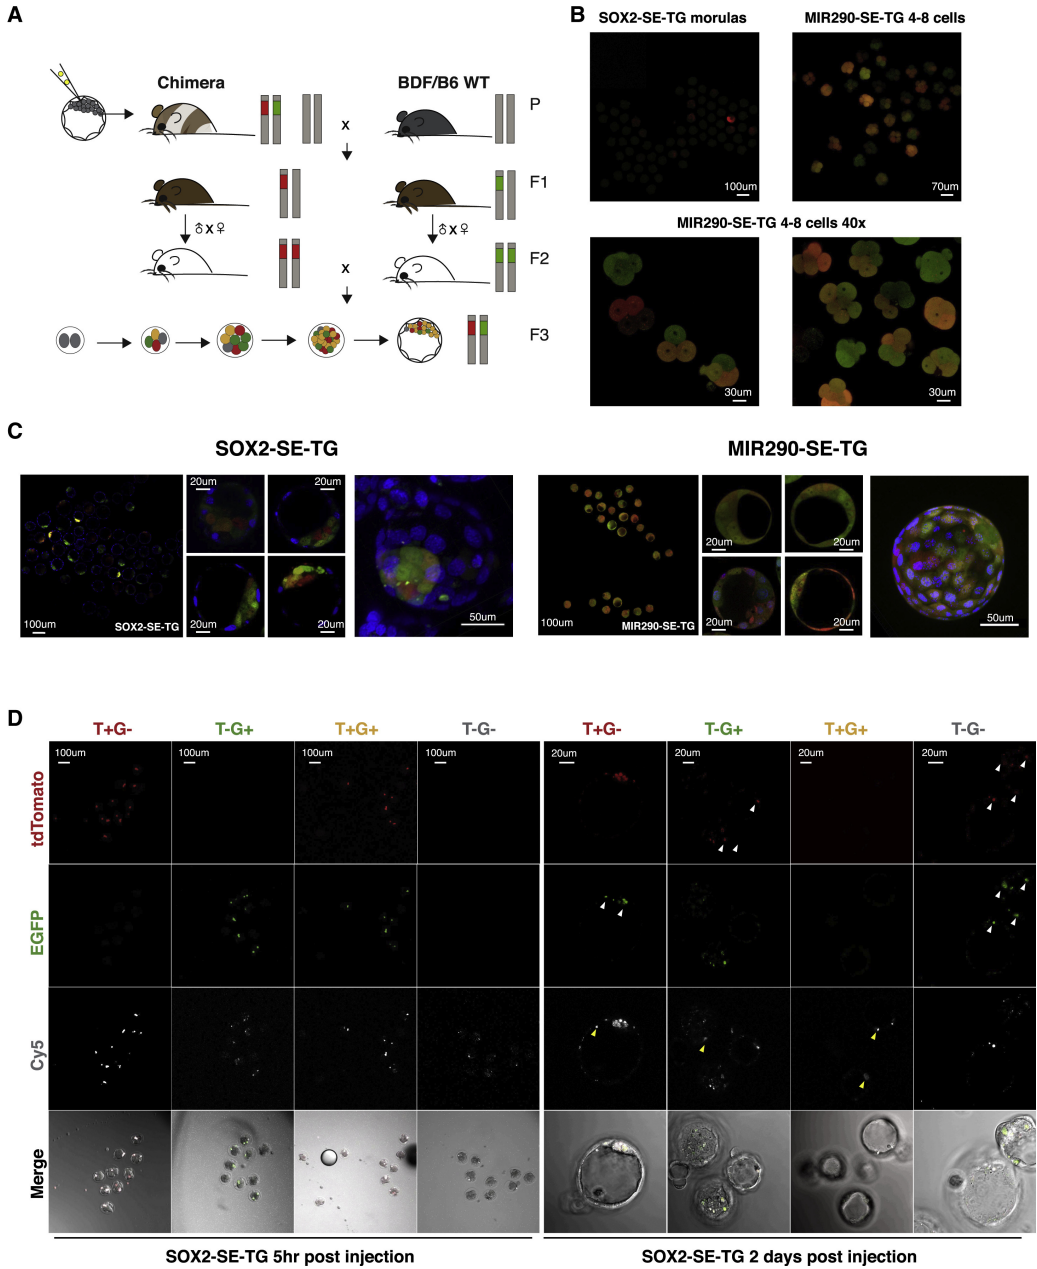 A
Chimera
BDF/B6 WT
P
x
F1
♂x♀
♂x♀
F2
x
F3
B
SOX2-SE-TG morulas
MIR290-SE-TG 4-8 cells
100um
70um
MIR290-SE-TG 4-8 cells 40x
30um
30um
C
SOX2-SE-TG
MIR290-SE-TG
20um
20um
20um
20um
100um
SOX2-SE-TG
50um
20um
20um
20um
20um
100um
MIR290-SE-TG
50um
D
T+G-
T-G+
T+G+
T-G-
T+G-
T-G+
T+G+
T-G-
100um
100um
100um
100um
20um
20um
20um
20um
tdTomato
EGFP
Cy5
Merge
SOX2-SE-TG 5hr post injection
SOX2-SE-TG 2 days post injection